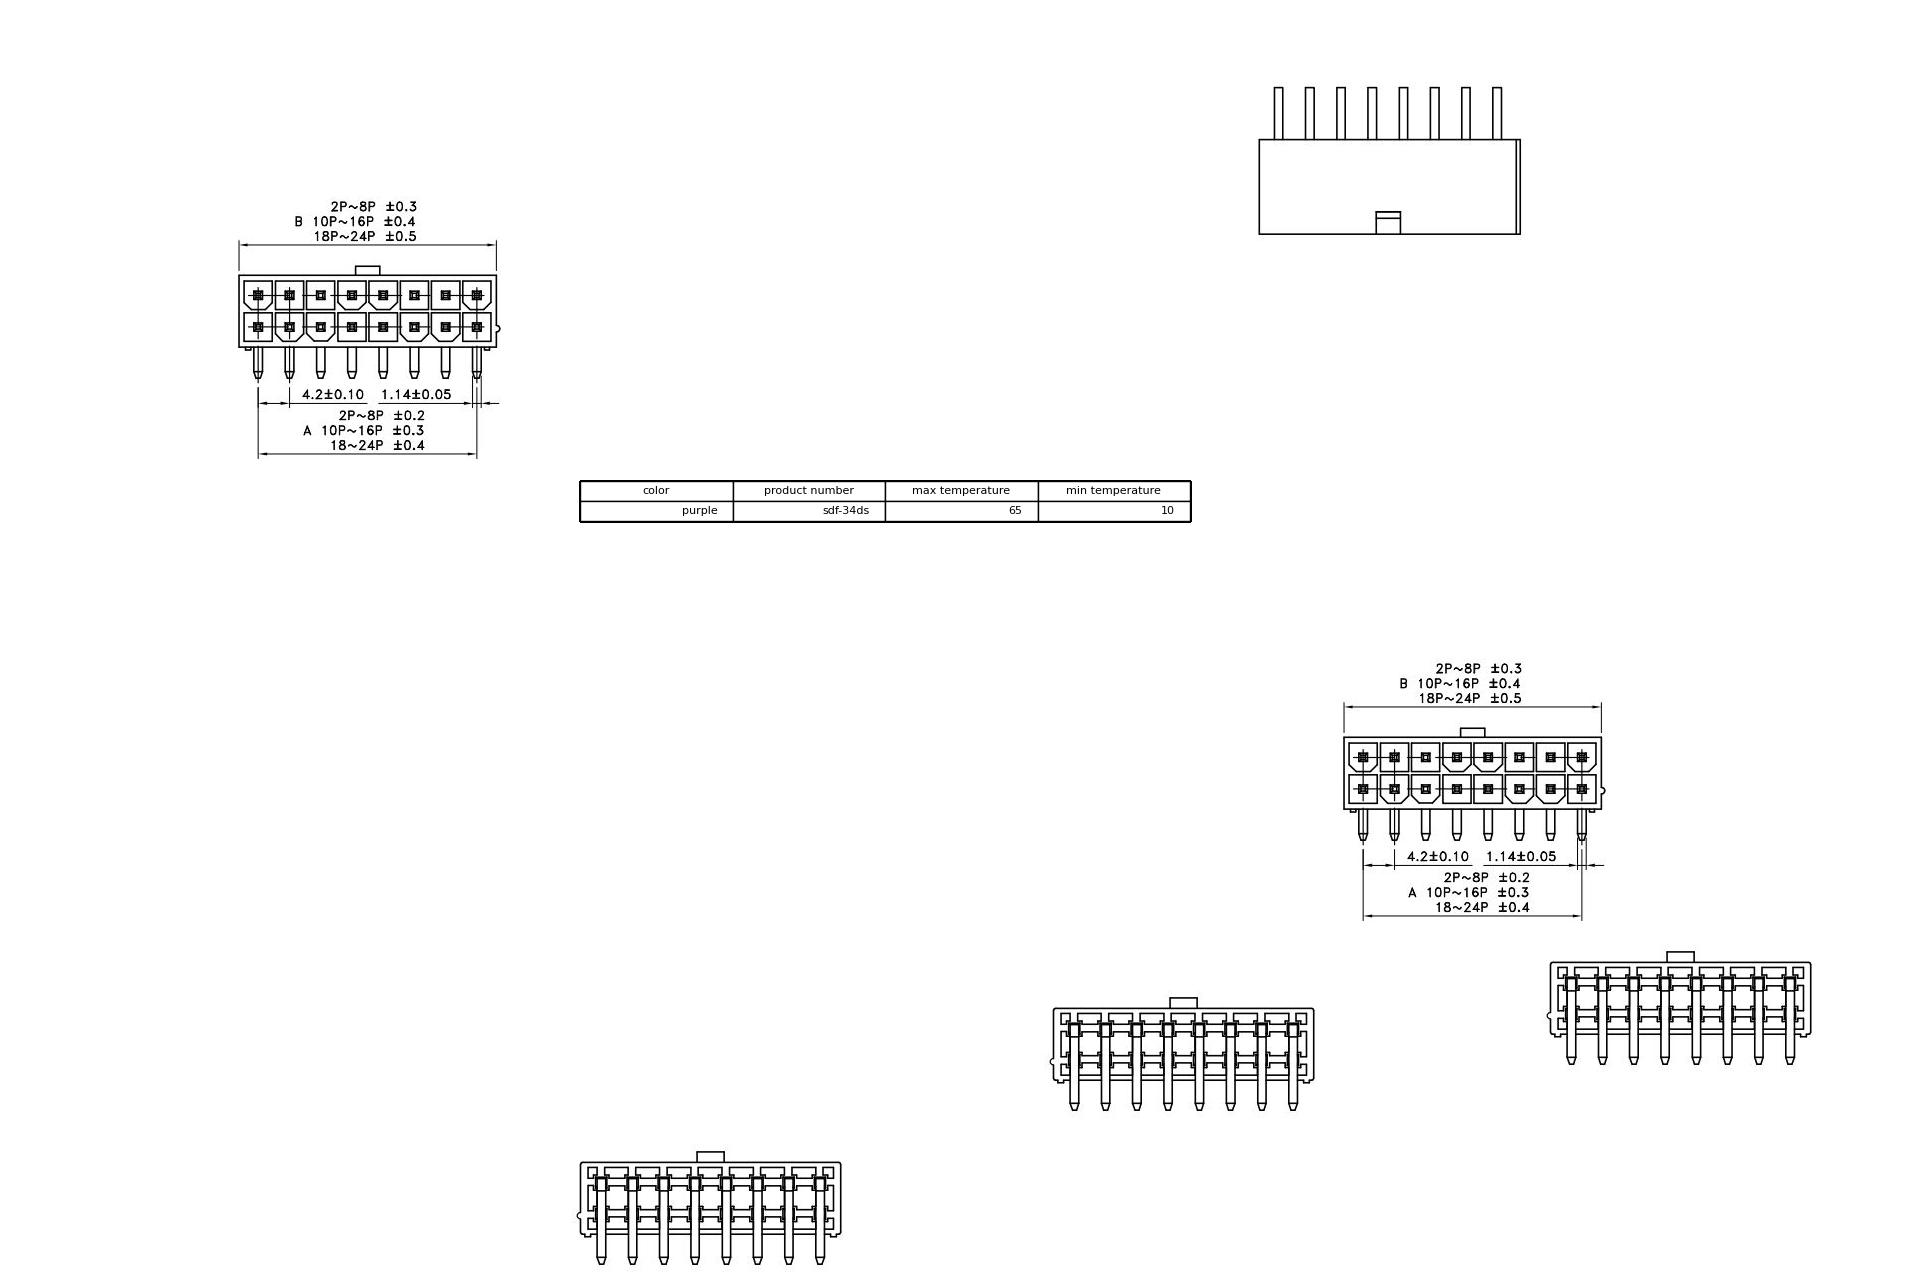 2P~8P ±0.3
B 10P~16P ±0.4
18P~24P ±0.5
4.2±0.10 1.14±0.05
2P~8P ±0.2
A 10P~16P ±0.3
18~24P ±0.4
color product number max temperature min temperature
purple sdf-34ds 65 10
2P~8P ±0.3
B 10P~16P ±0.4
18P~24P ±0.5
4.2±0.10 1.14±0.05
2P~8P ±0.2
A 10P~16P ±0.3
18~24P ±0.4